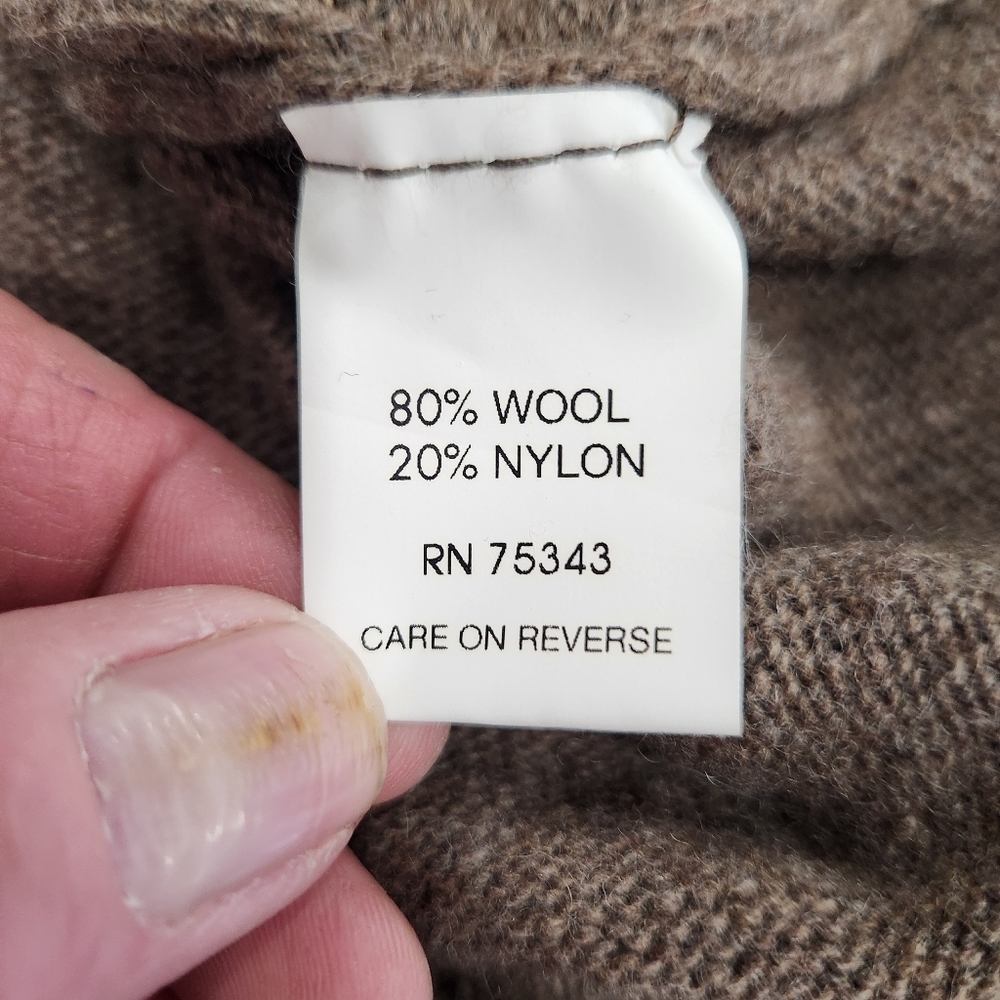 80% WOOL
20% NYLON
RN 75343
CARE ON REVERSE